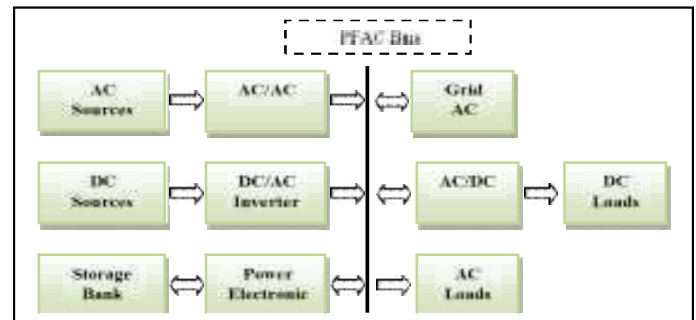 PFAC Bus
AC
Sources
AC/AC
Grid
AC
DC
Sources
DC/AC
Inverter
AC/DC
DC
Loads
Storage
Bank
Power
Electronic
AC
Loads